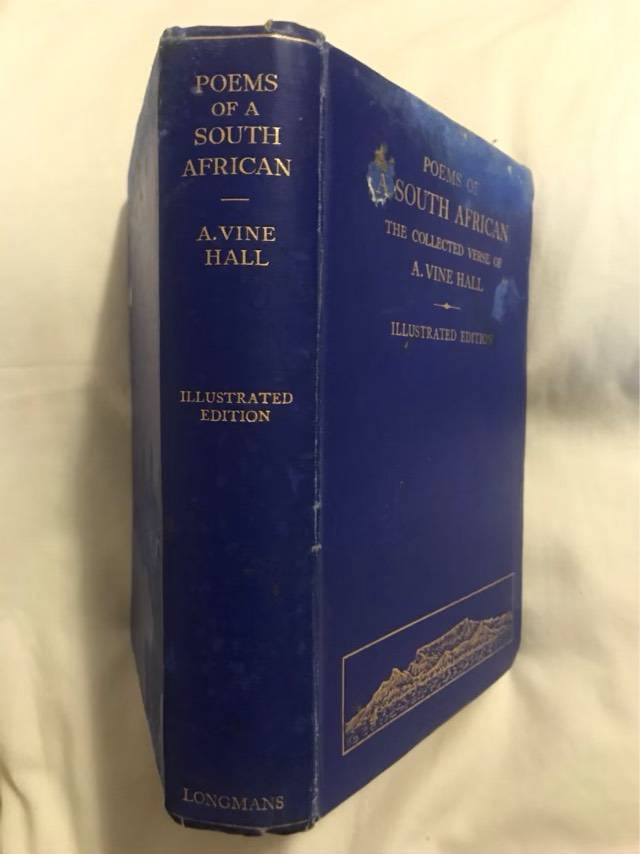 POEMS
OF A
SOUTH
AFRICAN
A. VINE
HALL
ILLUSTRATED
EDITION
LONGMANS
POEMS OF
A SOUTH AFRICAN
THE COLLECTED VERSE OF
A. VINE HALL
ILLUSTRATED EDITION